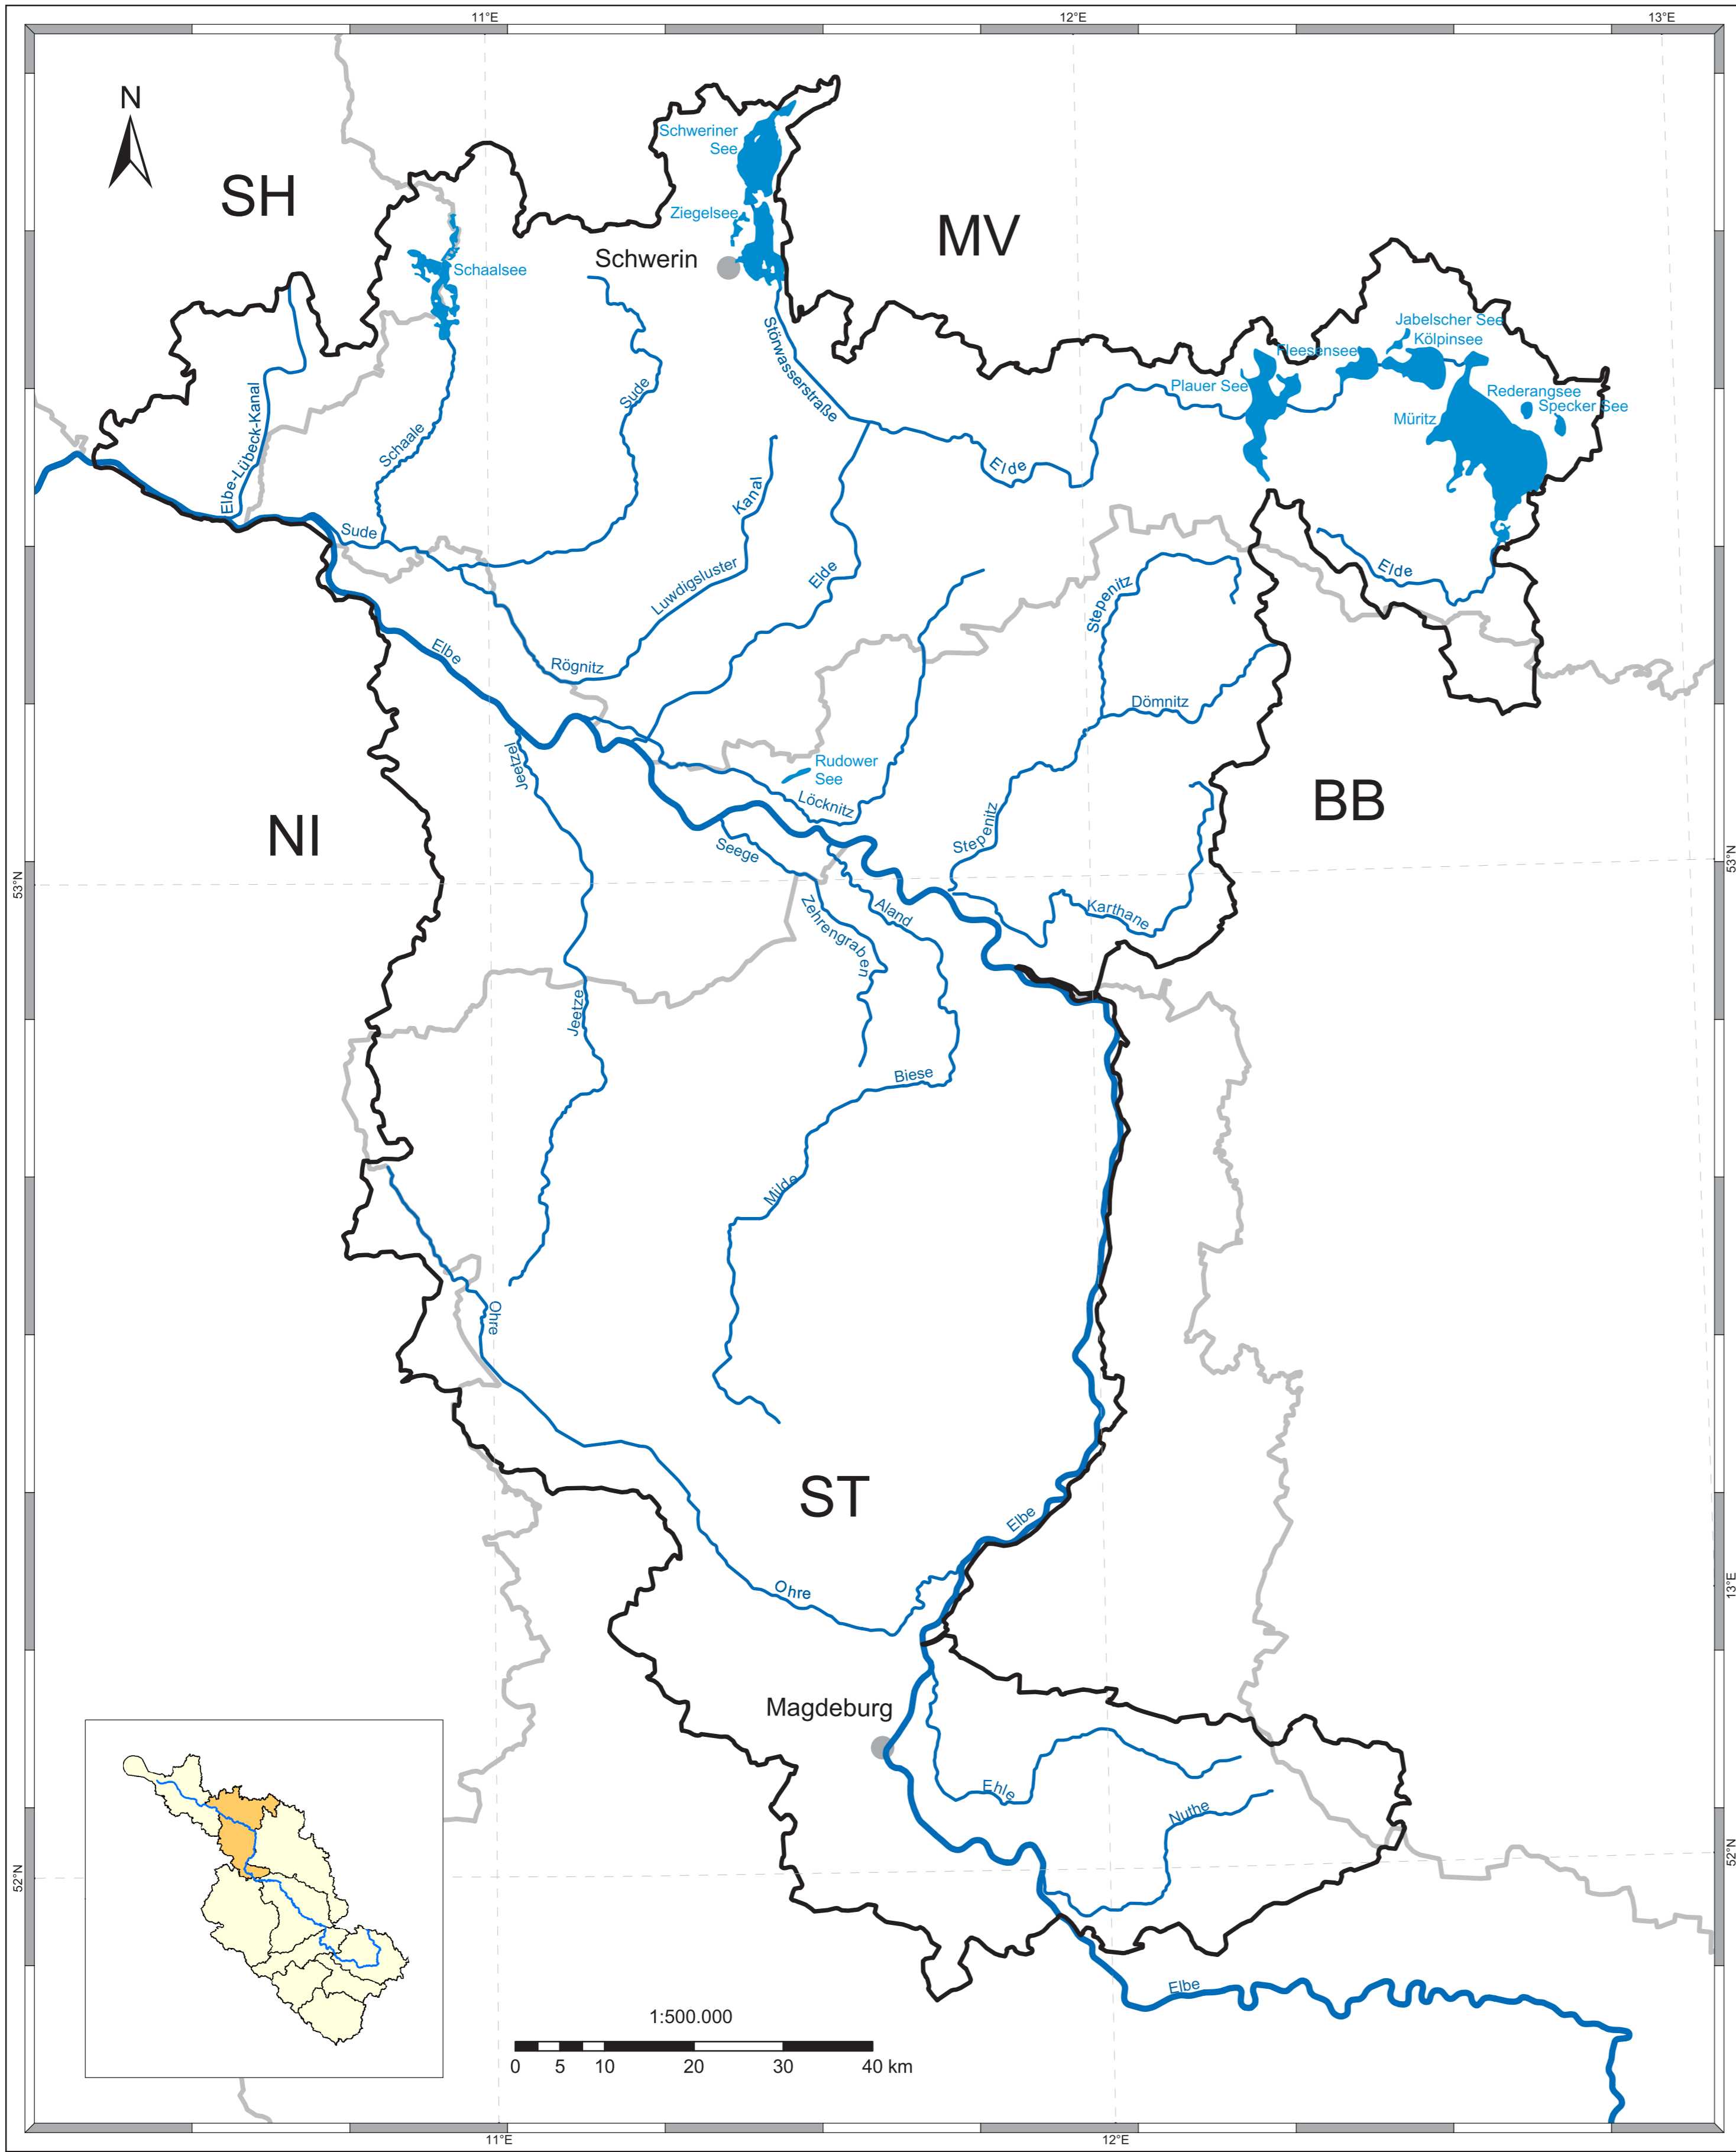 11°E
12°E
13°E
N
SH
MV
Schweriner
See
Ziegelsee
Schwerin
Schaalsee
Störwasserstraße
Jabelscher See
Kölpinsee
Fleesensee
Plauer See
Rederangsee
Specker See
Müritz
Elbe-Lübeck-Kanal
Schaale
Sude
Elde
Kanal
Sude
Luwdigsluster
Elde
Elde
Stepenitz
Elbe
Rögnitz
Dömnitz
Jeetzel
Rudower
See
Löcknitz
NI
BB
Stepenitz
Seege
53°N
53°N
Zehrengraben
Aland
Karthane
Jeetze
Biese
Milde
Ohre
ST
Elbe
Ohre
13°E
Magdeburg
Ehle
Nuthe
52°N
52°N
Elbe
1:500.000
0 5 10 20 30 40 km
11°E
12°E